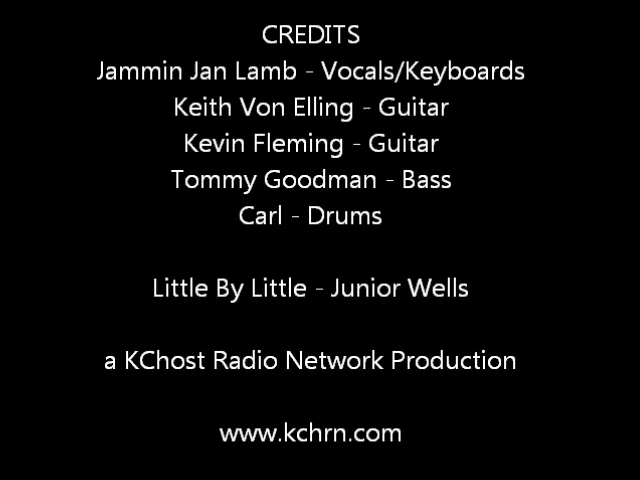 CREDITS
Jammin Jan Lamb - Vocals/Keyboards
Keith Von Elling - Guitar
Kevin Fleming - Guitar
Tommy Goodman - Bass
Carl - Drums
Little By Little - Junior Wells
a KChost Radio Network Production
www.kchrn.com